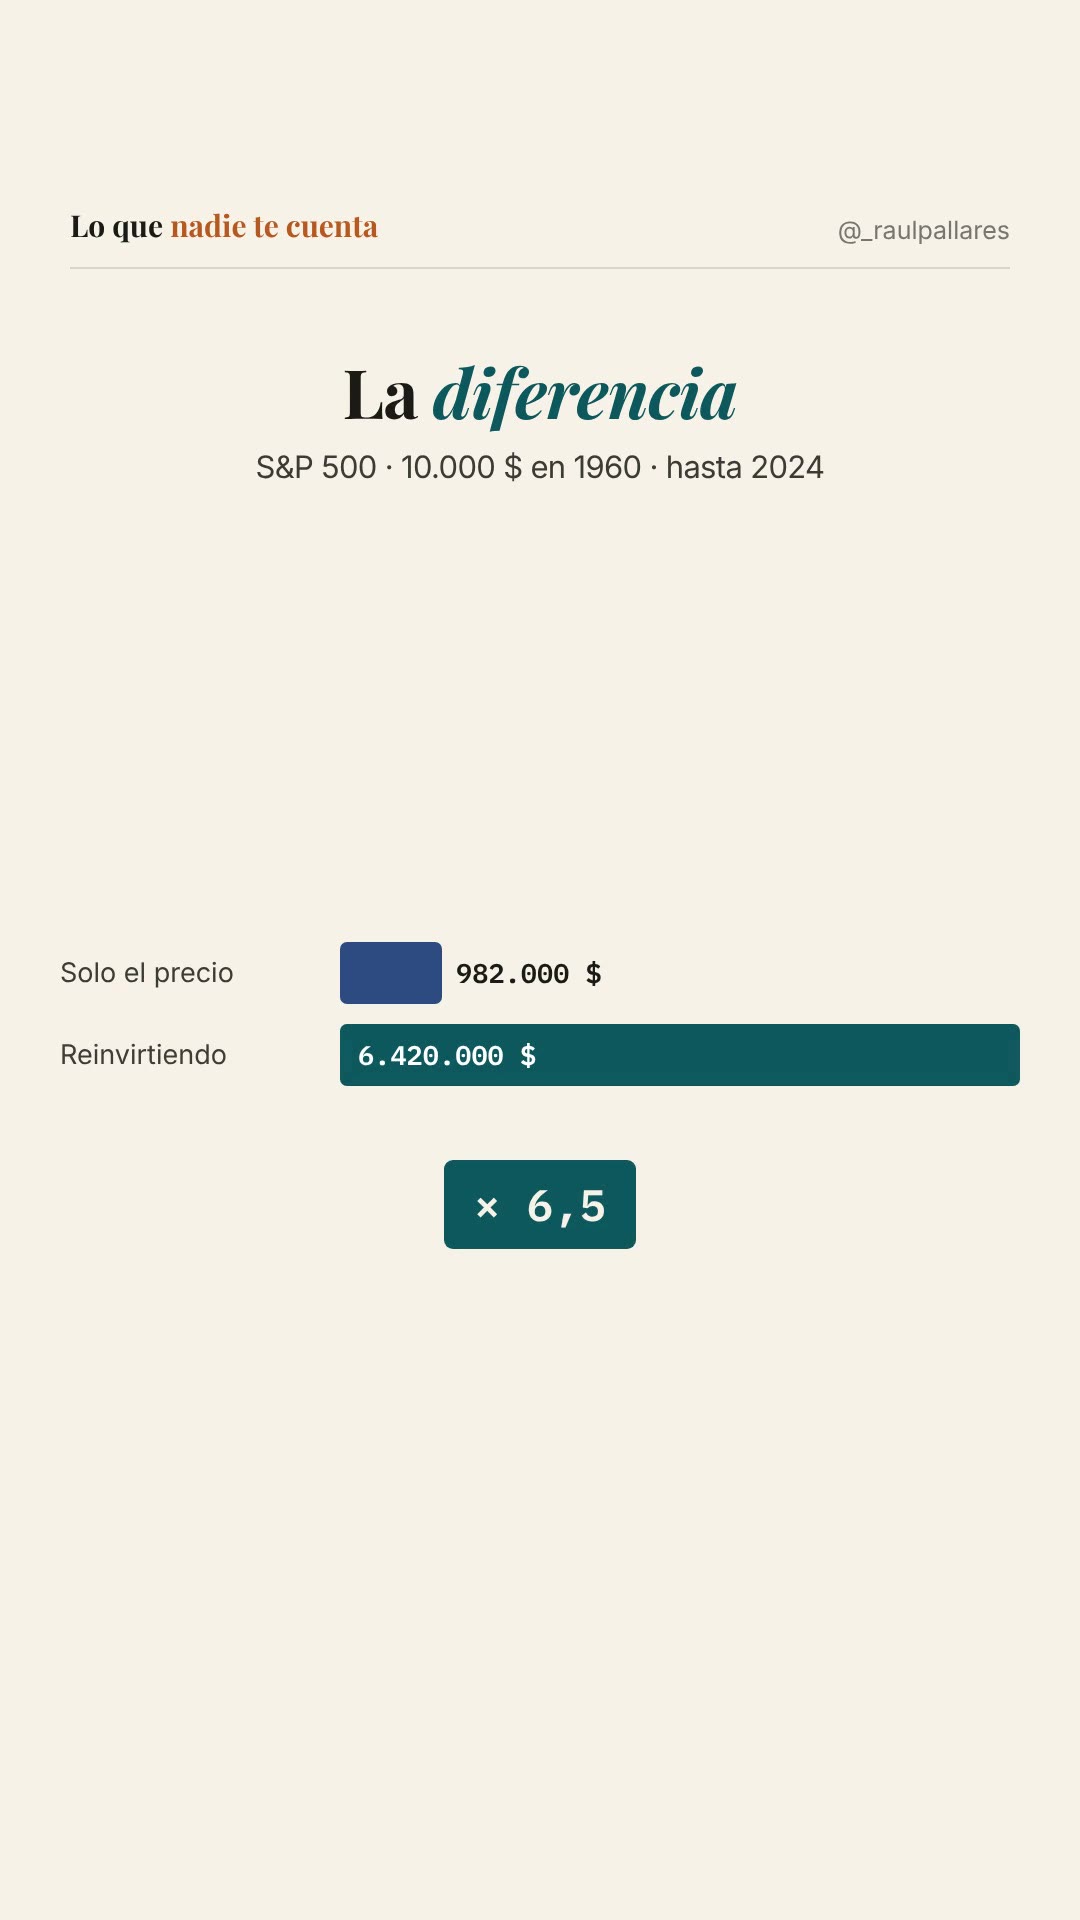 Lo que nadie te cuenta
@_raulpallares
La diferencia
S&P 500 · 10.000 $ en 1960 · hasta 2024
Solo el precio
982.000 $
Reinvirtiendo
6.420.000 $
× 6,5